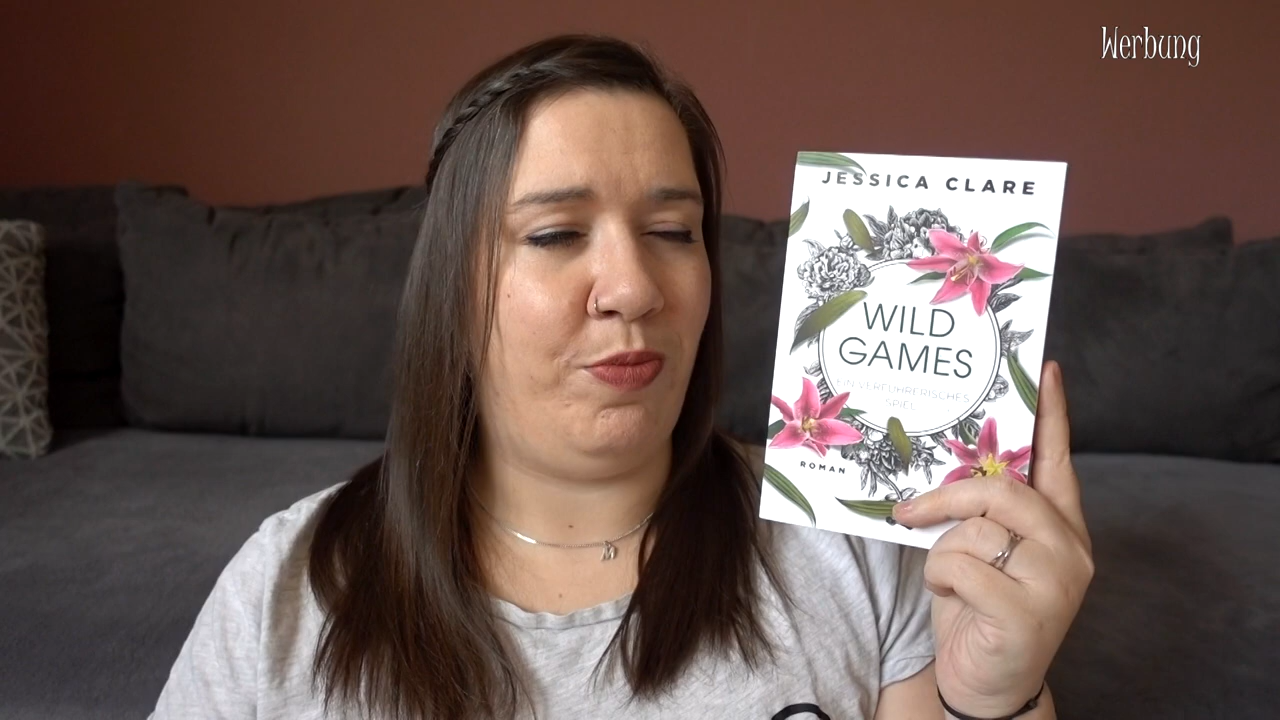 Werbung
JESSICA CLARE
WILD
GAMES
EIN VERFÜHRERISCHES
SPIEL
ROMAN